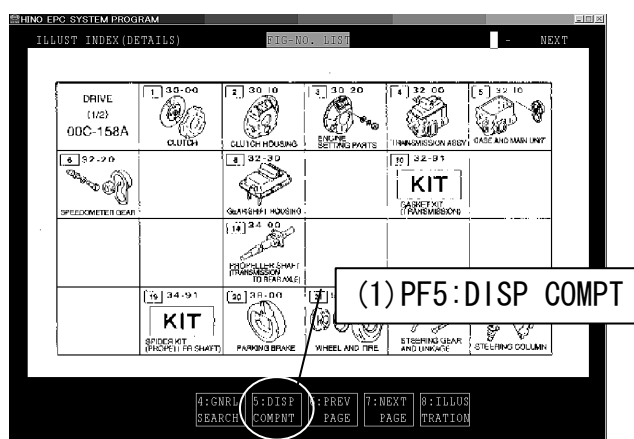 HINO EPC SYSTEM PROGRAM
ILLUST INDEX(DETAILS) FIG-NO. LIST - NEXT
DRIVE
(1/2)
00C-158A
1 30-00
CLUTCH
2 30-10
CLUTCH HOUSING
3 30-20
ENGINE
SETTING PARTS
4 32-00
TRANSMISSION ASSY
5 32-10
CASE AND MAIN UNIT
6 32-20
SPEEDOMETER GEAR
8 32-30
GEARSHIFT HOUSING
10 32-91
KIT
GASKET KIT
(TRANSMISSION)
34-00
PROPELLER SHAFT
(TRANSMISSION
TO REAR AXLE)
(1)PF5:DISP COMPT
19 34-91
KIT
SPIDER KIT
(PROPELLER SHAFT)
20 38-00
PARKING BRAKE
WHEEL AND TIRE
STEERING GEAR
AND LINKAGE
STEERING COLUMN
4:GNRL 5:DISP 6:PREV 7:NEXT 8:ILLUS
SEARCH COMPNT PAGE PAGE TRATION